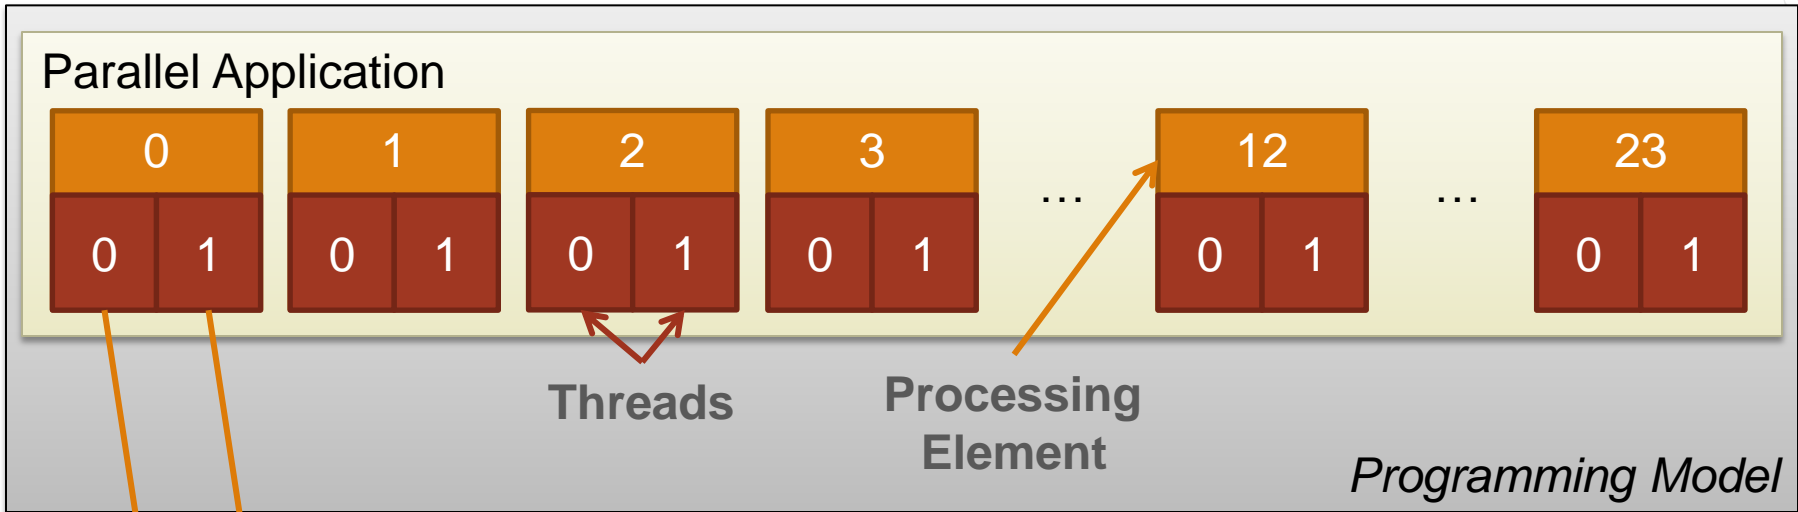 Parallel Application
0 1 2 3 12 23
... ...
0 1 0 1 0 1 0 1 0 1 0 1
Threads
Processing
Element
Programming Model